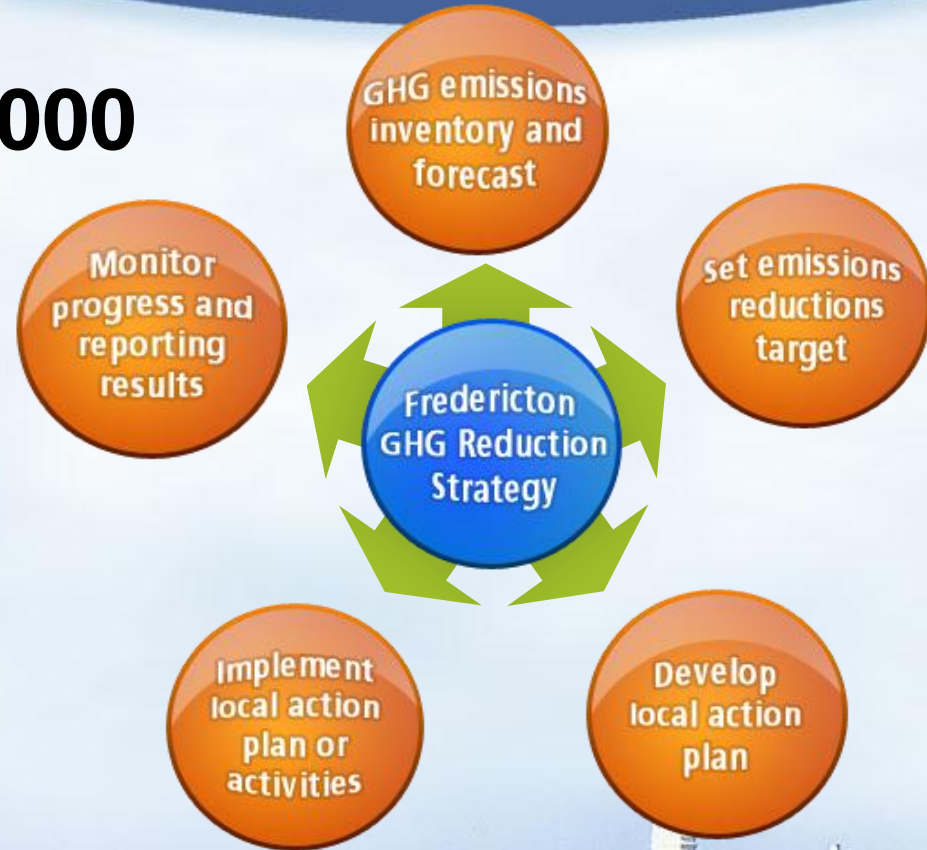 000
GHG emissions
inventory and
forecast
Set emissions
reductions
target
Develop
local action
plan
Implement
local action
plan or
activities
Monitor
progress and
reporting
results
Fredericton
GHG Reduction
Strategy